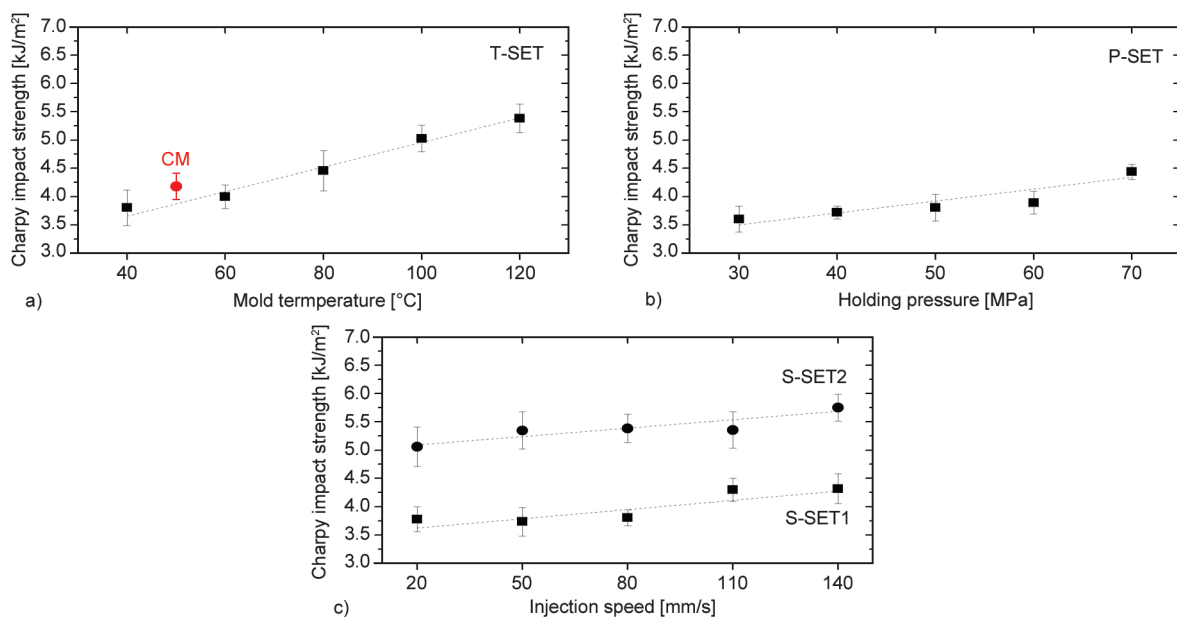 Charpy impact strength [kJ/m²]
7.0
6.5
6.0
5.5
5.0
4.5
4.0
3.5
3.0
T-SET
CM
40 60 80 100 120
a) Mold termperature [°C]
Charpy impact strength [kJ/m²]
7.0
6.5
6.0
5.5
5.0
4.5
4.0
3.5
3.0
P-SET
30 40 50 60 70
b) Holding pressure [MPa]
Charpy impact strength [kJ/m²]
7.0
6.5
6.0
5.5
5.0
4.5
4.0
3.5
3.0
S-SET2
S-SET1
20 50 80 110 140
c) Injection speed [mm/s]